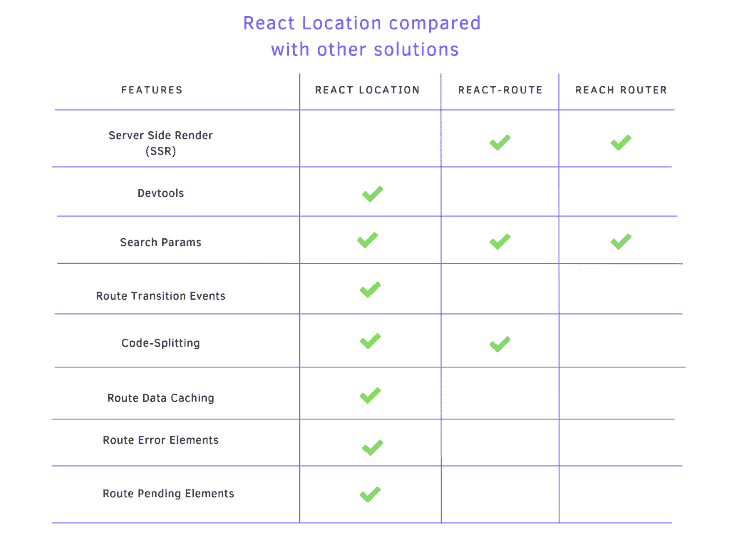 React Location compared
with other solutions
FEATURES REACT LOCATION REACT-ROUTE REACH ROUTER
Server Side Render
(SSR)
Devtools
Search Params
Route Transition Events
Code-Splitting
Route Data Caching
Route Error Elements
Route Pending Elements